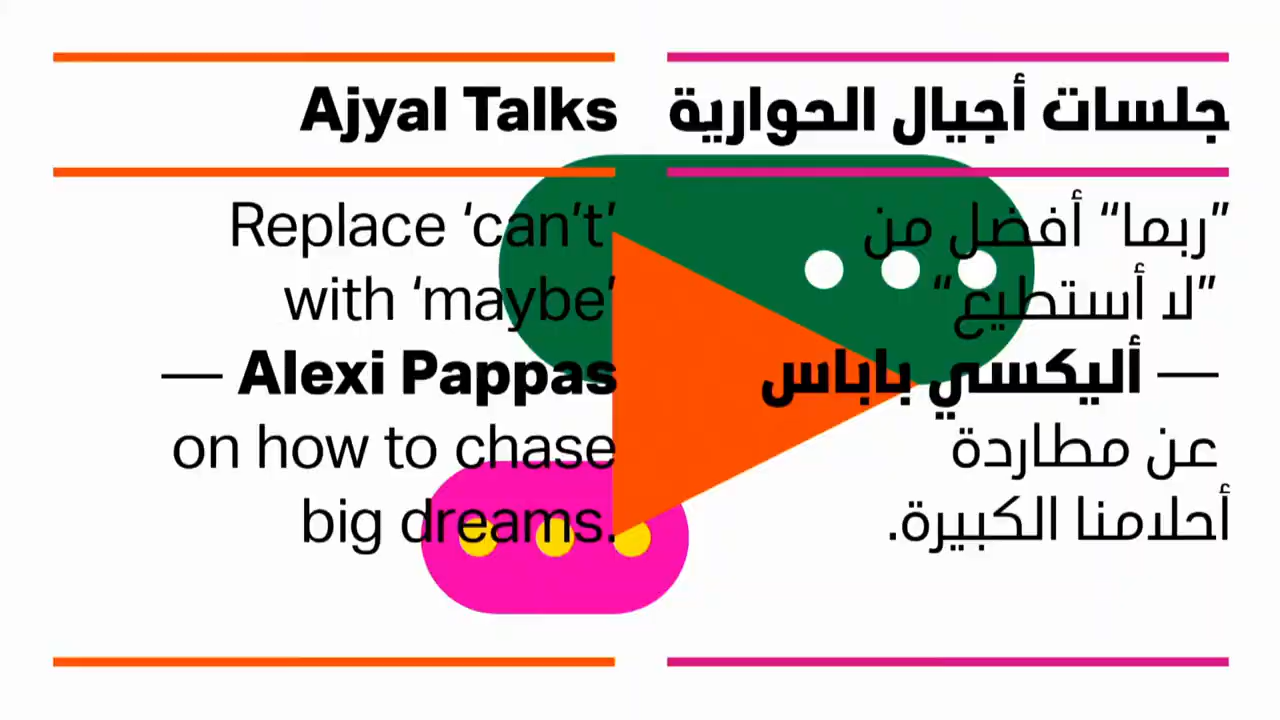 Ajyal Talks
Replace ‘can’t’
with ‘maybe’
— Alexi Pappas
on how to chase
big dreams.
جلسات أجيال الحوارية
”ربما“ أفضل من
”لا أستطيع“
— أليكسي باباس
عن مطاردة
أحلامنا الكبيرة.